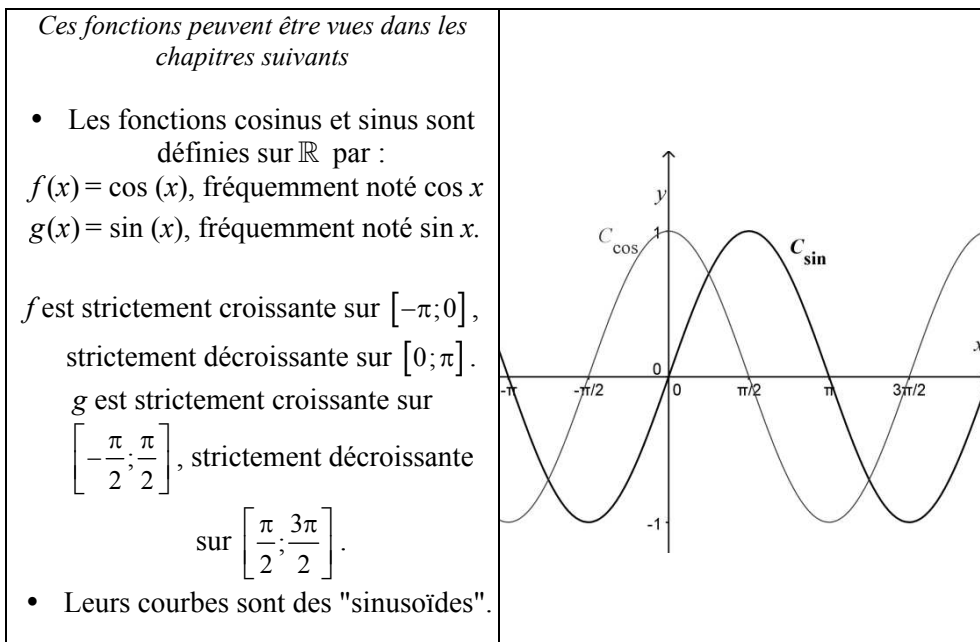 Ces fonctions peuvent être vues dans les
chapitres suivants
• Les fonctions cosinus et sinus sont
définies sur ℝ par :
f (x) = cos (x), fréquemment noté cos x
g(x) = sin (x), fréquemment noté sin x.
f est strictement croissante sur [−π;0],
strictement décroissante sur [0;π].
g est strictement croissante sur
[−π/2;π/2], strictement décroissante
sur [π/2;3π/2].
• Leurs courbes sont des "sinusoïdes".
y
C cos
1
C sin
x
0
-π
-π/2
0
π/2
π
3π/2
-1